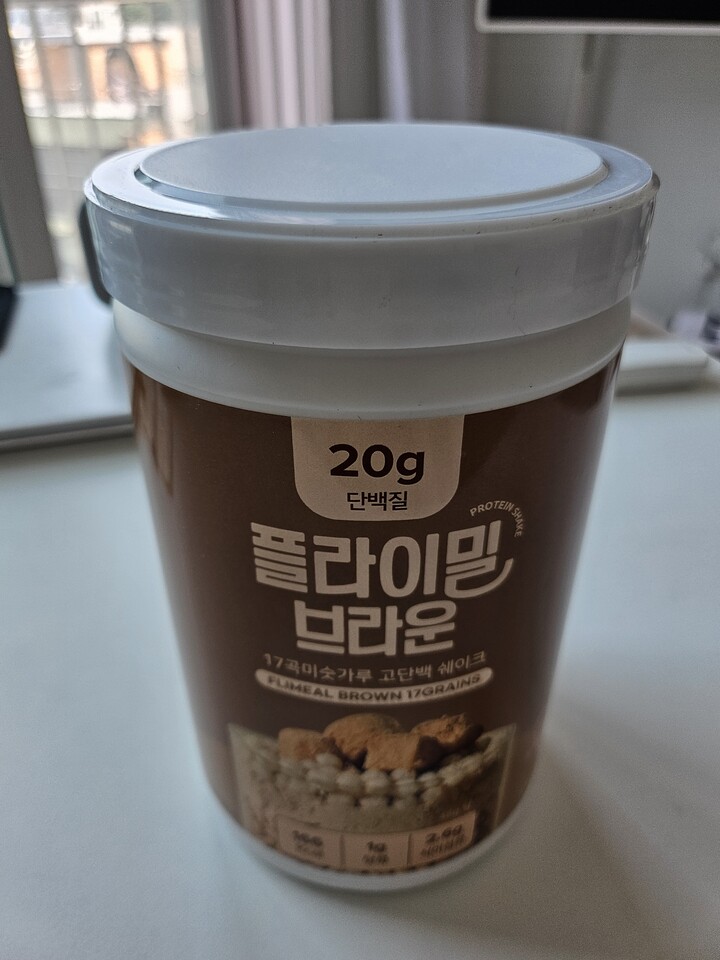 20g
단백질
PROTEIN SHAKE
플라이밀
브라운
17곡미숫가루 고단백 쉐이크
FLIMEAL BROWN 17GRAINS
1g